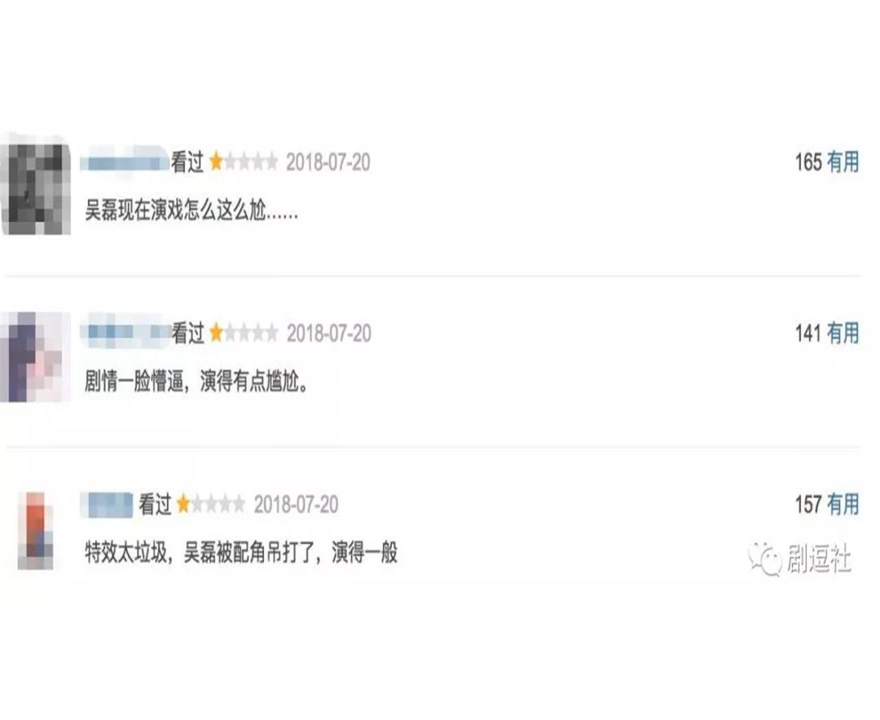 看过 2018-07-20 165 有用
吴磊现在演戏怎么这么尬......
看过 2018-07-20 141 有用
剧情一脸懵逼，演得有点尴尬。
看过 2018-07-20 157 有用
特效太垃圾，吴磊被配角吊打了，演得一般
剧逗社